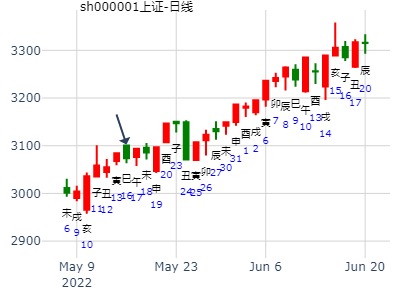 sh000001上证-日线
3300
3200
3100
3000
2900
未
6
戌
9
亥
10
子
11
丑
12
寅
13
巳
16
午
17
未
18
申
19
酉
20
子
23
丑
24
寅
25
卯
26
辰
27
未
30
申
31
酉
1
戌
2
寅
6
卯
7
辰
8
巳
9
午
10
酉
13
戌
14
亥
15
子
16
丑
17
辰
20
May 9
2022
May 23
Jun 6
Jun 20